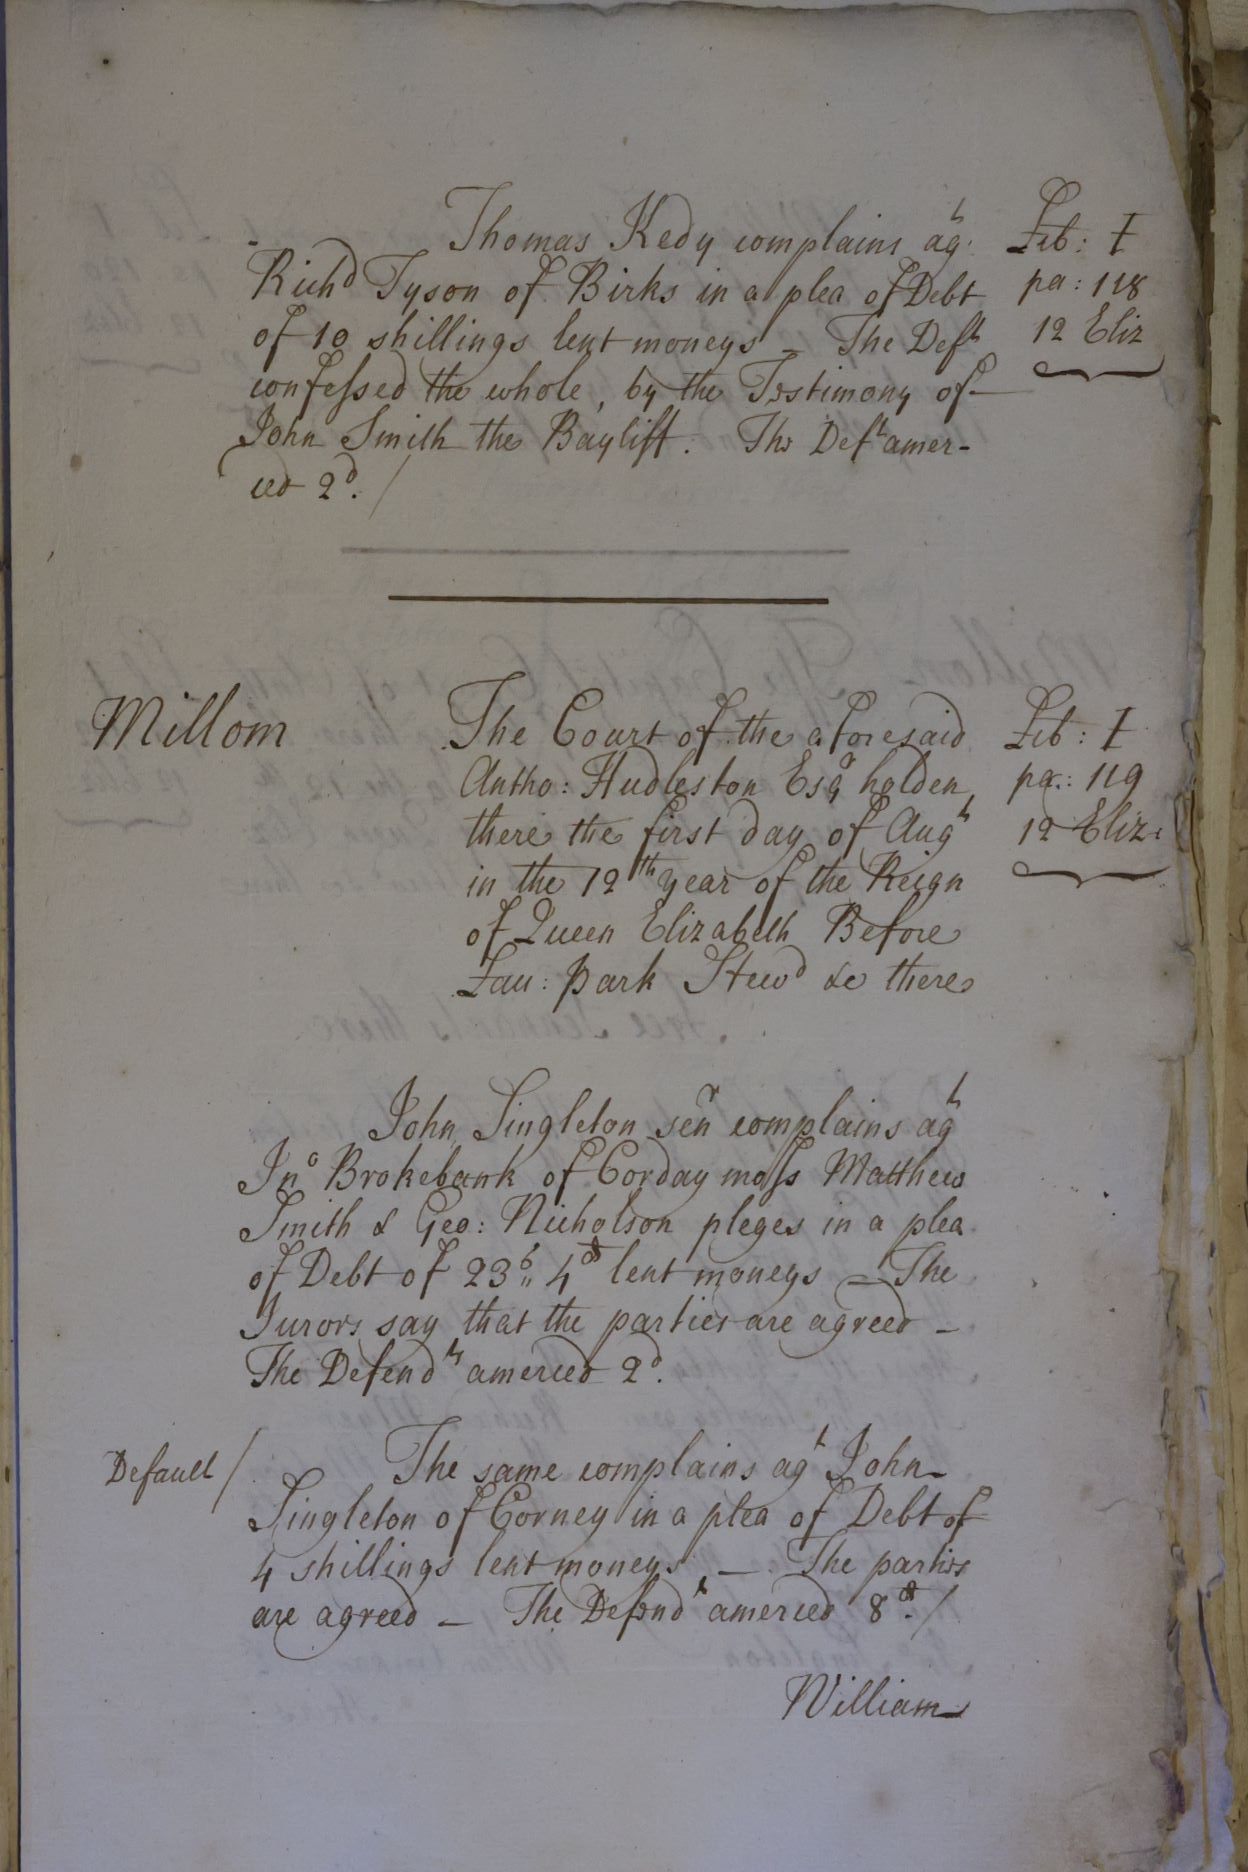 Thomas Kedy complains agt
Lib: I
Richd Tyson of Birks in a plea of Debt
pa: 118
of 10 shillings lent moneys – The Deft
12 Eliz
confessed the whole, by the Testimony of
John Smith the Bayliff. The Deft amer-
ced 2d. /
Millom
The Court of the aforesaid
Lib: I
Antho: Hudleston Esqr holden
pa: 119
there the first day of Augt
12 Eliz:
in the 12th year of the Reign
of Queen Elizabeth Before
Lau: Park Stewd &c there
John Singleton senr complains agt
Jno Brokebank of Corday moss Matthew
Smith & Geo: Nicholson pleges in a plea
of Debt of 23s,, 4d lent moneys – The
Jurors say that the parties are agreed –
The Defendts amerced 2d.
Default /
The same complains agt John
Singleton of Corney in a plea of Debt of
4 shillings lent moneys, – The parties
are agreed – The Defendt amerced 8d. /
William